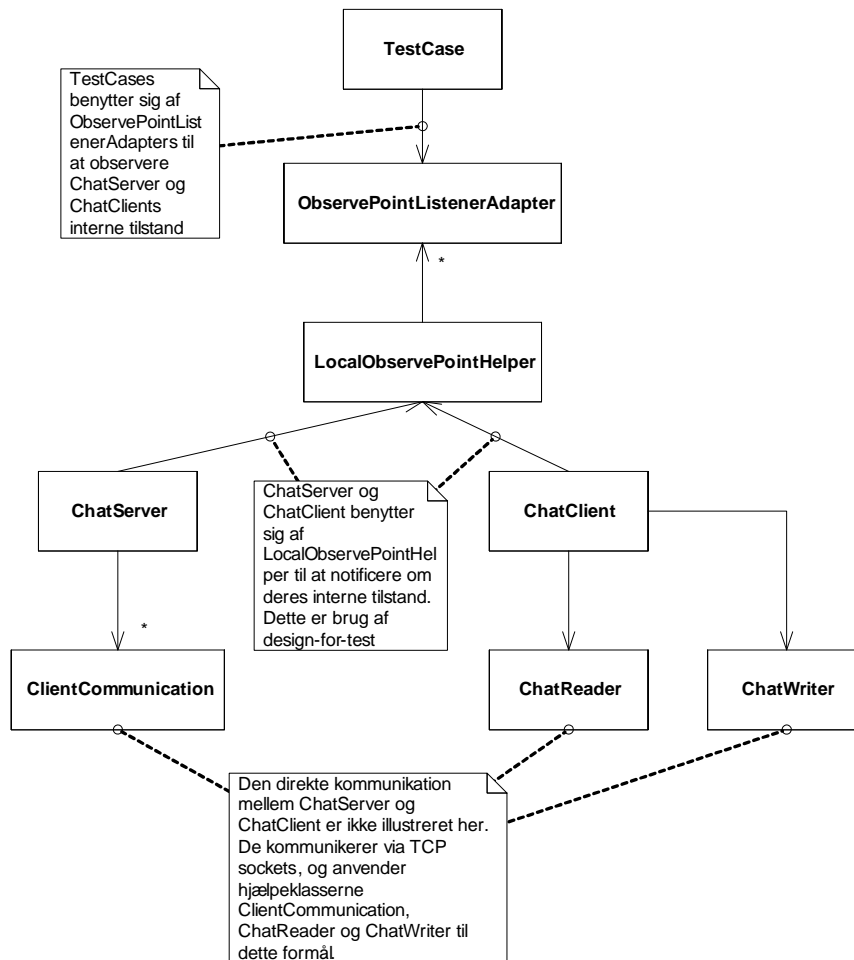 TestCase
TestCases
benytter sig af
ObservePointList
enerAdapters til
at observere
ChatServer og
ChatClients
interne tilstand
ObservePointListenerAdapter
*
LocalObservePointHelper
ChatServer
ChatServer og
ChatClient benytter
sig af
LocalObservePointHel
per til at notificere om
deres interne tilstand.
Dette er brug af
design-for-test
ChatClient
*
ClientCommunication
ChatReader
ChatWriter
Den direkte kommunikation
mellem ChatServer og
ChatClient er ikke illustreret her.
De kommunikerer via TCP
sockets, og anvender
hjælpeklasserne
ClientCommunication,
ChatReader og ChatWriter til
dette formål.